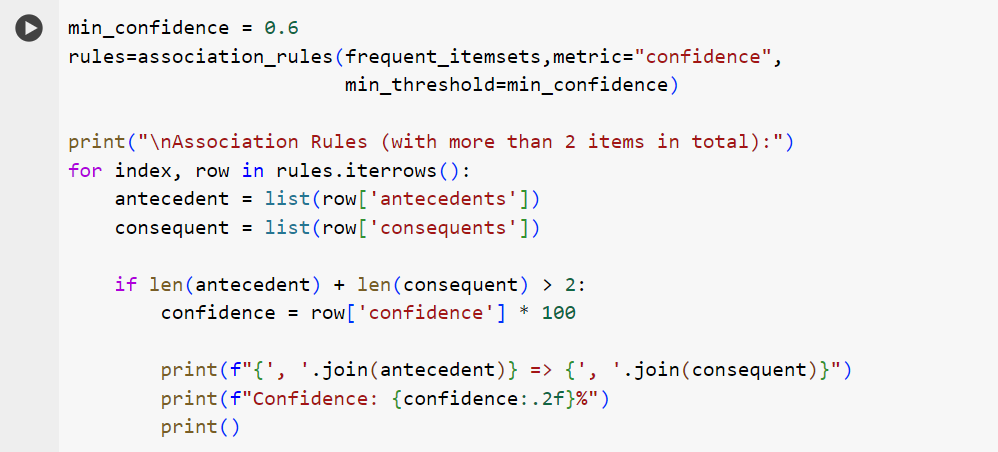 min_confidence = 0.6
rules=association_rules(frequent_itemsets,metric="confidence",
                        min_threshold=min_confidence)

print("\nAssociation Rules (with more than 2 items in total):")
for index, row in rules.iterrows():
    antecedent = list(row['antecedents'])
    consequent = list(row['consequents'])

    if len(antecedent) + len(consequent) > 2:
        confidence = row['confidence'] * 100

        print(f"{', '.join(antecedent)} => {', '.join(consequent)}")
        print(f"Confidence: {confidence:.2f}%")
        print()